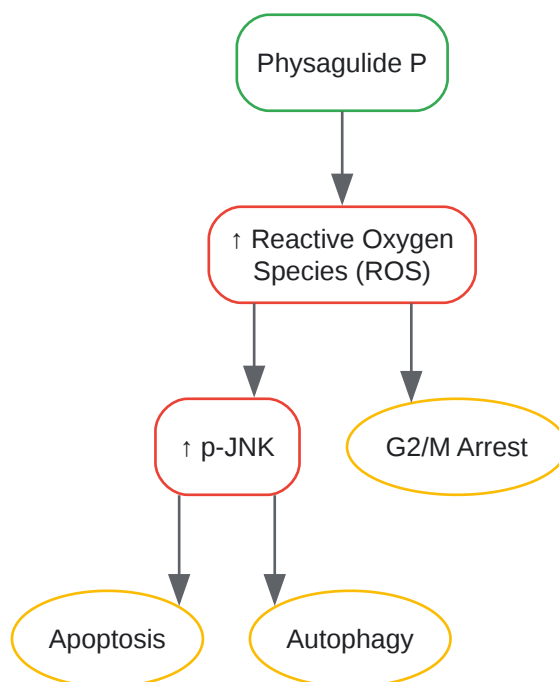 Physagulide P
↑ Reactive Oxygen
Species (ROS)
↑ p-JNK
G2/M Arrest
Apoptosis
Autophagy